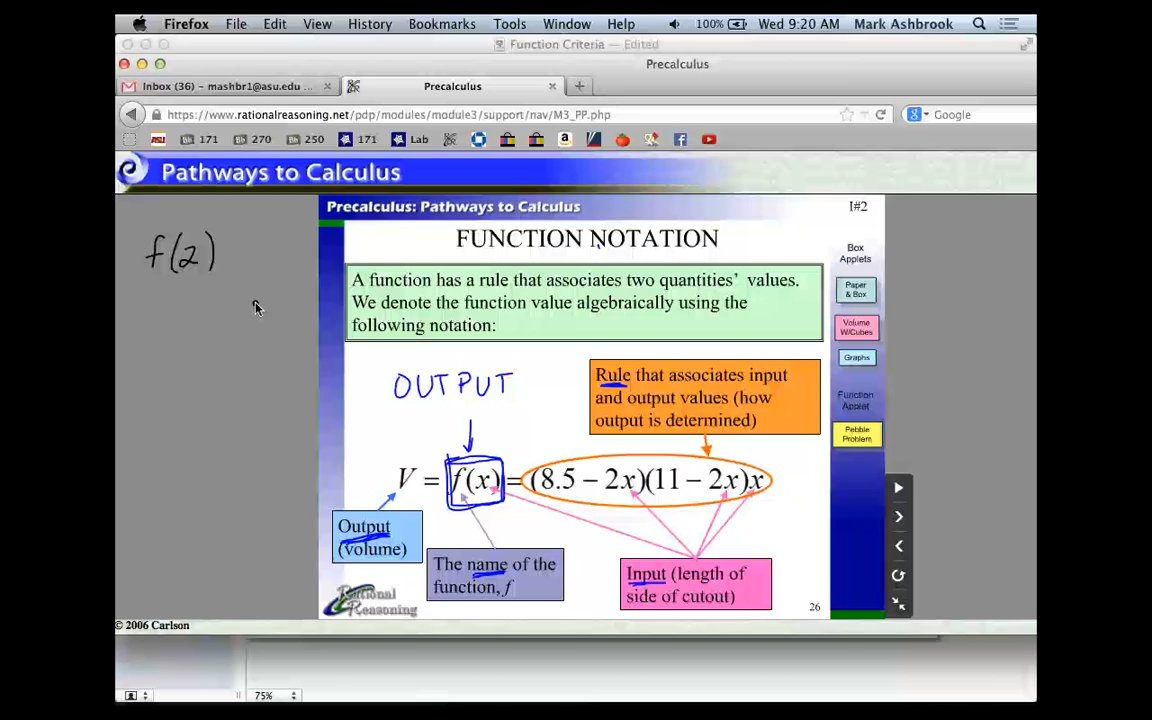 Firefox File Edit View History Bookmarks Tools Window Help 100% Wed 9:20 AM Mark Ashbrook
Function Criteria — Edited
Precalculus
Inbox (36) – mashbr1@asu.edu ... Precalculus
https://www.rationalreasoning.net/pdp/modules/module3/support/nav/M3_PP.php Google
ASU 171 270 250 171 Lab
Pathways to Calculus
Precalculus: Pathways to Calculus I#2
FUNCTION NOTATION
f(2)
A function has a rule that associates two quantities' values.
We denote the function value algebraically using the
following notation:
OUTPUT
Rule that associates input
and output values (how
output is determined)
V = f(x) = (8.5 − 2x)(11 − 2x)x
Output
(volume)
The name of the
function, f
Input (length of
side of cutout)
Rational
Reasoning
26
Box
Applets
Paper
& Box
Volume
W/Cubes
Graphs
Function
Applet
Pebble
Problem
© 2006 Carlson
75%